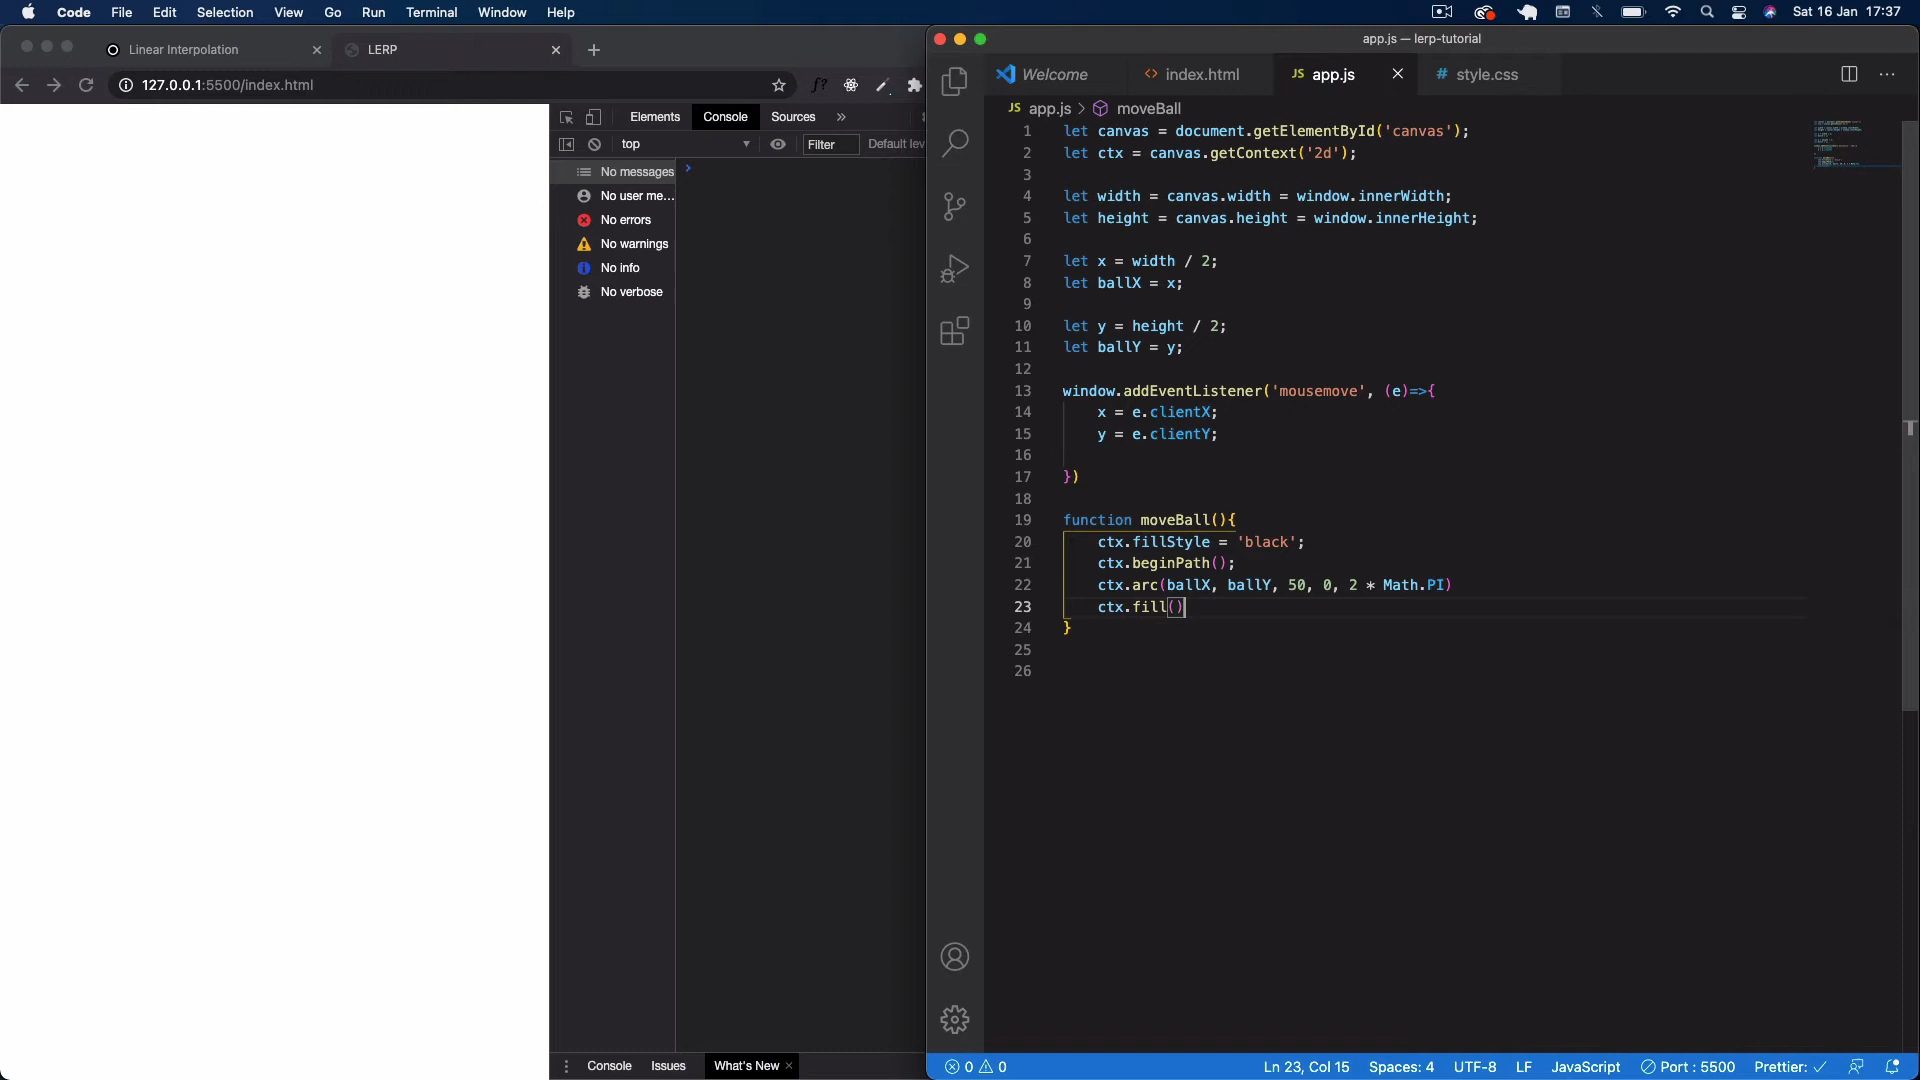 Code File Edit Selection View Go Run Terminal Window Help Sat 16 Jan 17:37
Linear Interpolation
LERP
127.0.0.1:5500/index.html
Elements Console Sources
top Filter Default lev
No messages
No user me...
No errors
No warnings
No info
No verbose
Console Issues What's New
app.js — lerp-tutorial
Welcome index.html JS app.js # style.css
JS app.js > moveBall
1 let canvas = document.getElementById('canvas');
2 let ctx = canvas.getContext('2d');
3
4 let width = canvas.width = window.innerWidth;
5 let height = canvas.height = window.innerHeight;
6
7 let x = width / 2;
8 let ballX = x;
9
10 let y = height / 2;
11 let ballY = y;
12
13 window.addEventListener('mousemove', (e)=>{
14 x = e.clientX;
15 y = e.clientY;
16
17 })
18
19 function moveBall(){
20 ctx.fillStyle = 'black';
21 ctx.beginPath();
22 ctx.arc(ballX, ballY, 50, 0, 2 * Math.PI)
23 ctx.fill()
24 }
25
26
0 0 Ln 23, Col 15 Spaces: 4 UTF-8 LF JavaScript Port : 5500 Prettier: ✓